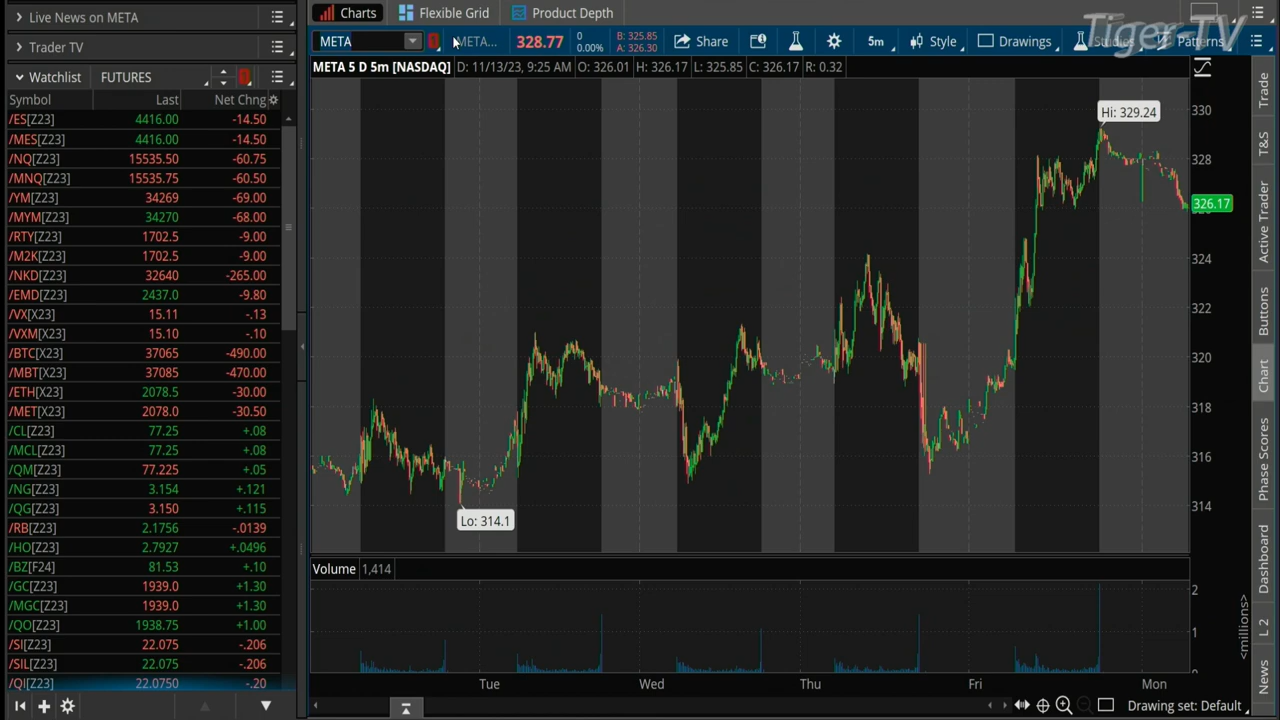 Live News on META
Trader TV
Watchlist FUTURES
Symbol Last Net Chng
/ES[Z23] 4416.00 -14.50
/MES[Z23] 4416.00 -14.50
/NQ[Z23] 15535.50 -60.75
/MNQ[Z23] 15535.75 -60.50
/YM[Z23] 34269 -69.00
/MYM[Z23] 34270 -68.00
/RTY[Z23] 1702.5 -9.00
/M2K[Z23] 1702.5 -9.00
/NKD[Z23] 32640 -265.00
/EMD[Z23] 2437.0 -9.80
/VX[X23] 15.11 -.13
/VXM[X23] 15.10 -.10
/BTC[X23] 37065 -490.00
/MBT[X23] 37085 -470.00
/ETH[X23] 2078.5 -30.00
/MET[X23] 2078.0 -30.50
/CL[Z23] 77.25 +.08
/MCL[Z23] 77.25 +.08
/QM[Z23] 77.225 +.05
/NG[Z23] 3.154 +.121
/QG[Z23] 3.150 +.115
/RB[Z23] 2.1756 -.0139
/HO[Z23] 2.7927 +.0496
/BZ[F24] 81.53 +.10
/GC[Z23] 1939.0 +1.30
/MGC[Z23] 1939.0 +1.30
/QO[Z23] 1938.75 +1.00
/SI[Z23] 22.075 -.206
/SIL[Z23] 22.075 -.206
/QI[Z23] 22.0750 -.20
Charts Flexible Grid Product Depth
Tiger-TV
META META... 328.77 0 0.00% B: 325.85 A: 326.30 Share 5m Style Drawings Studies Patterns
META 5 D 5m [NASDAQ] D: 11/13/23, 9:25 AM O: 326.01 H: 326.17 L: 325.85 C: 326.17 R: 0.32
Hi: 329.24
Lo: 314.1
330
328
326.17
324
322
320
318
316
314
Volume 1,414
2
1
0
<millions>
Tue Wed Thu Fri Mon
Drawing set: Default
Trade
T&S
Active Trader
Buttons
Chart
Phase Scores
Dashboard
L 2
News